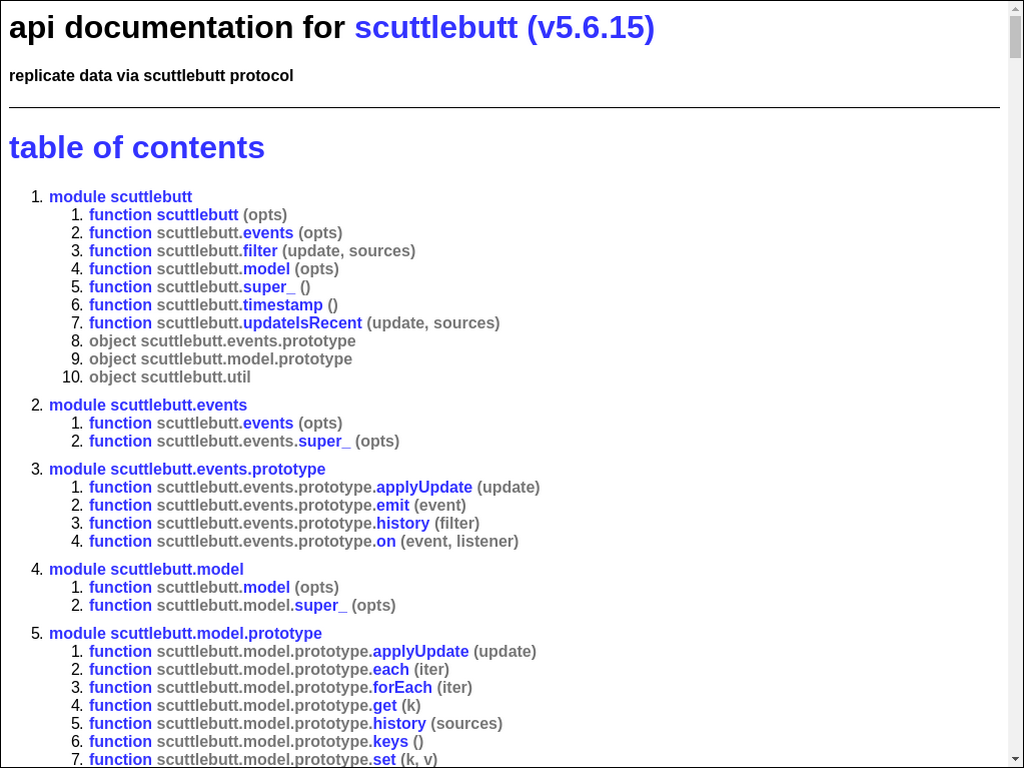 api documentation for scuttlebutt (v5.6.15)
replicate data via scuttlebutt protocol
table of contents
1. module scuttlebutt
1. function scuttlebutt (opts)
2. function scuttlebutt.events (opts)
3. function scuttlebutt.filter (update, sources)
4. function scuttlebutt.model (opts)
5. function scuttlebutt.super_ ()
6. function scuttlebutt.timestamp ()
7. function scuttlebutt.updateIsRecent (update, sources)
8. object scuttlebutt.events.prototype
9. object scuttlebutt.model.prototype
10. object scuttlebutt.util
2. module scuttlebutt.events
1. function scuttlebutt.events (opts)
2. function scuttlebutt.events.super_ (opts)
3. module scuttlebutt.events.prototype
1. function scuttlebutt.events.prototype.applyUpdate (update)
2. function scuttlebutt.events.prototype.emit (event)
3. function scuttlebutt.events.prototype.history (filter)
4. function scuttlebutt.events.prototype.on (event, listener)
4. module scuttlebutt.model
1. function scuttlebutt.model (opts)
2. function scuttlebutt.model.super_ (opts)
5. module scuttlebutt.model.prototype
1. function scuttlebutt.model.prototype.applyUpdate (update)
2. function scuttlebutt.model.prototype.each (iter)
3. function scuttlebutt.model.prototype.forEach (iter)
4. function scuttlebutt.model.prototype.get (k)
5. function scuttlebutt.model.prototype.history (sources)
6. function scuttlebutt.model.prototype.keys ()
7. function scuttlebutt.model.prototype.set (k, v)